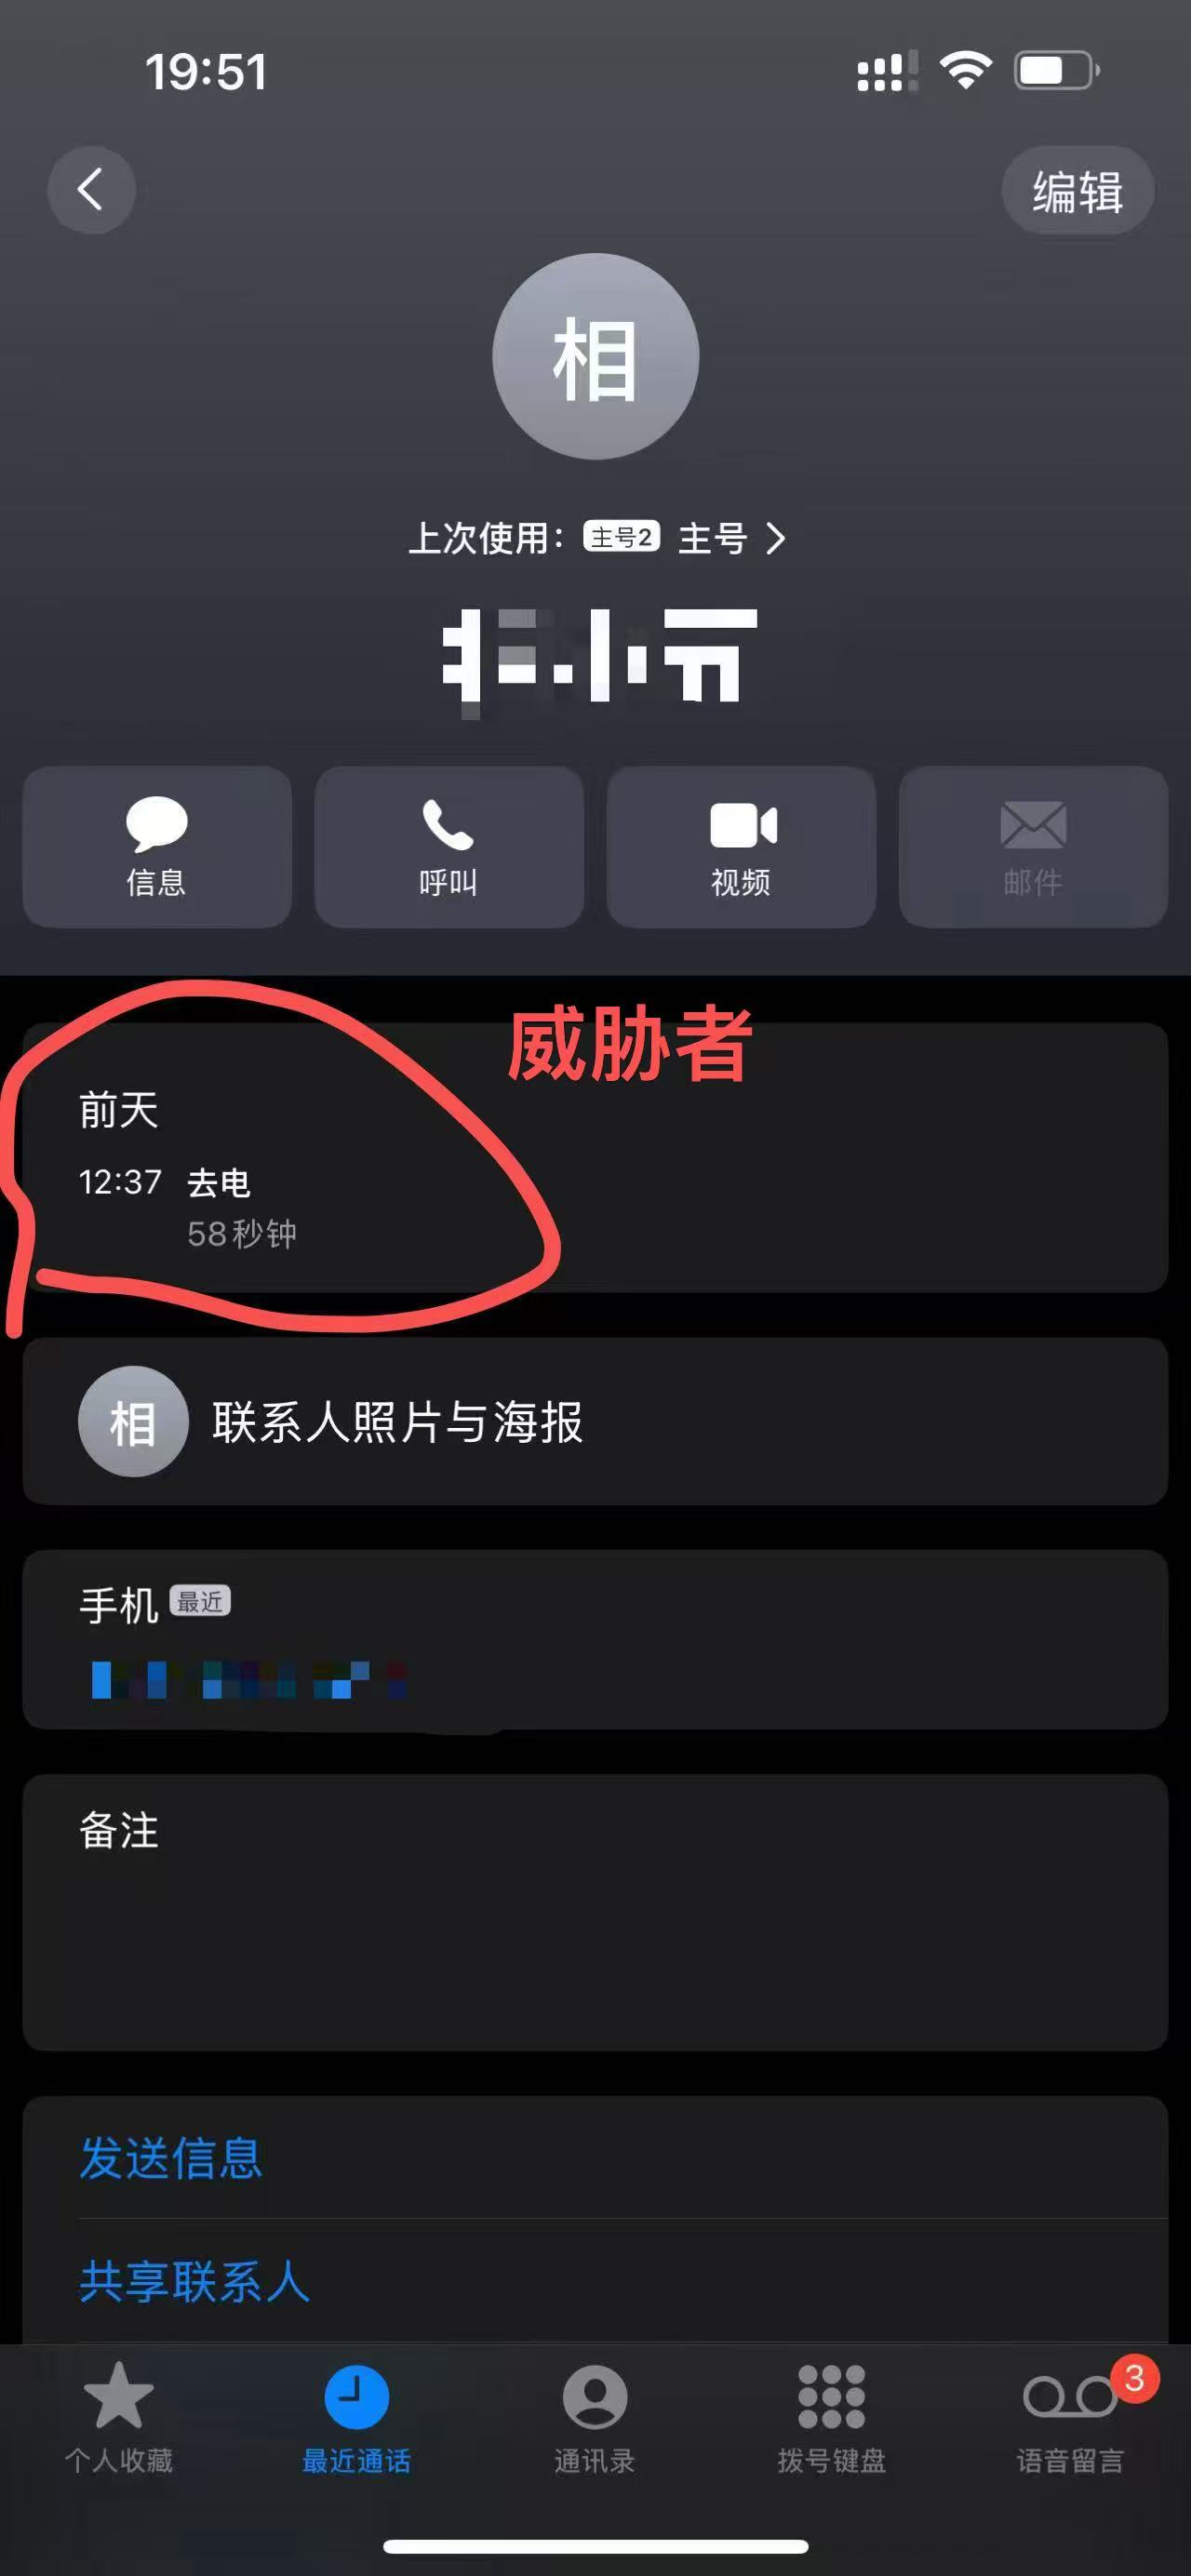 19:51
编辑
相
上次使用: 主号2 主号
信息 呼叫 视频 邮件
威胁者
前天
12:37 去电
58秒钟
相 联系人照片与海报
手机 最近
备注
发送信息
共享联系人
3
个人收藏 最近通话 通讯录 拨号键盘 语音留言